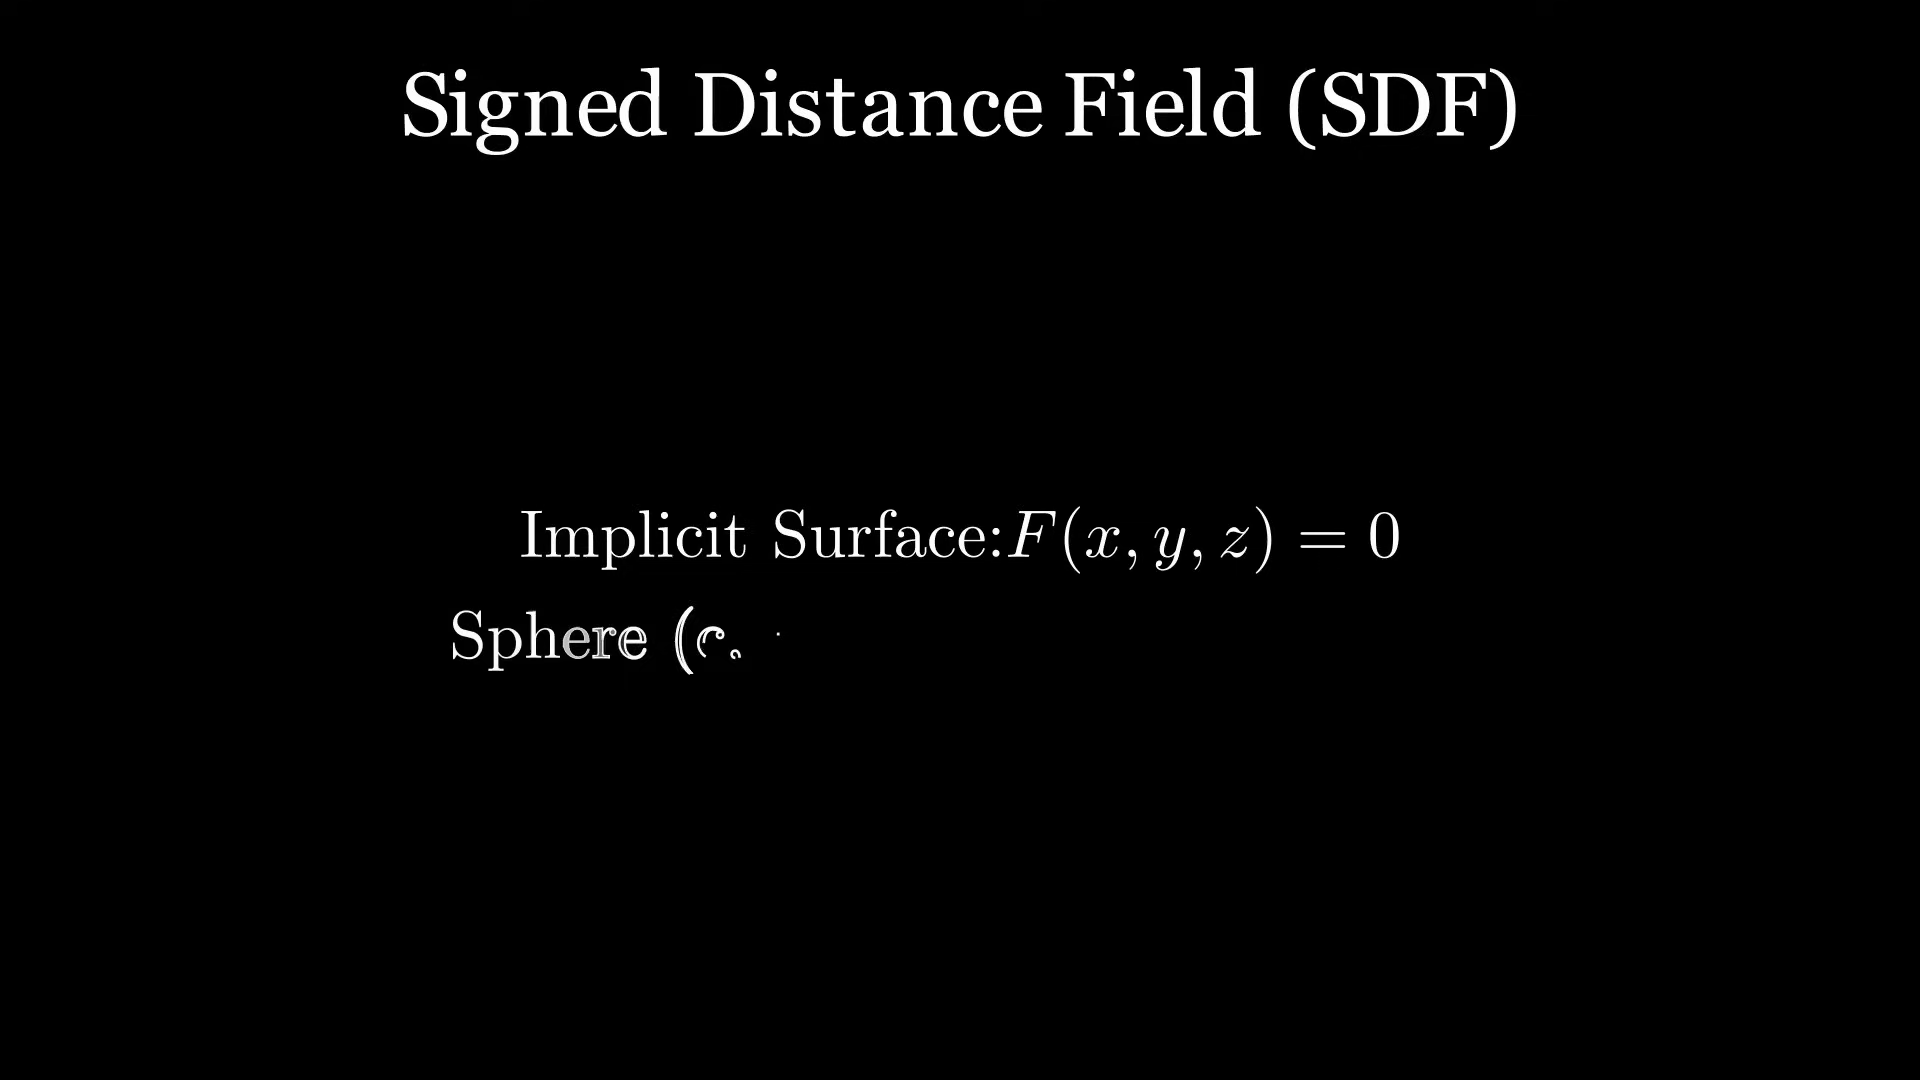 Signed Distance Field (SDF)
Implicit Surface:F(x, y, z) = 0
Sphere (c,